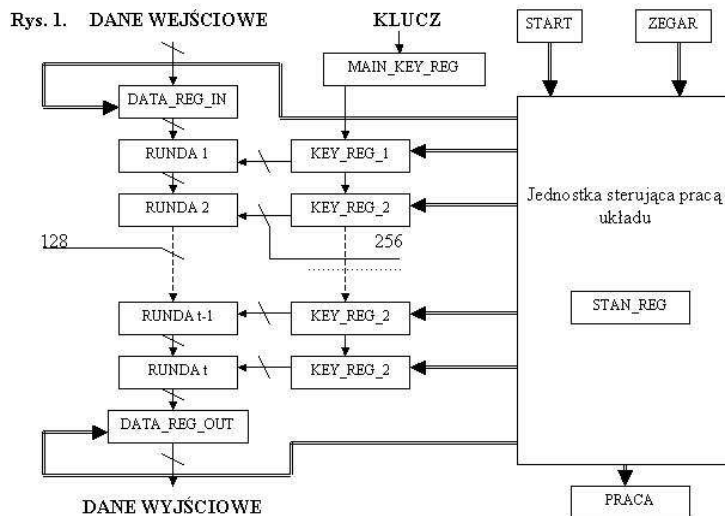 Rys. 1. DANE WEJŚCIOWE
KLUCZ
START
ZEGAR
MAIN_KEY_REG
DATA_REG_IN
RUNDA 1
KEY_REG_1
RUNDA 2
KEY_REG_2
Jednostka sterująca pracą
układu
128
256
STAN_REG
RUNDA t-1
KEY_REG_2
RUNDA t
KEY_REG_2
DATA_REG_OUT
DANE WYJŚCIOWE
PRACA